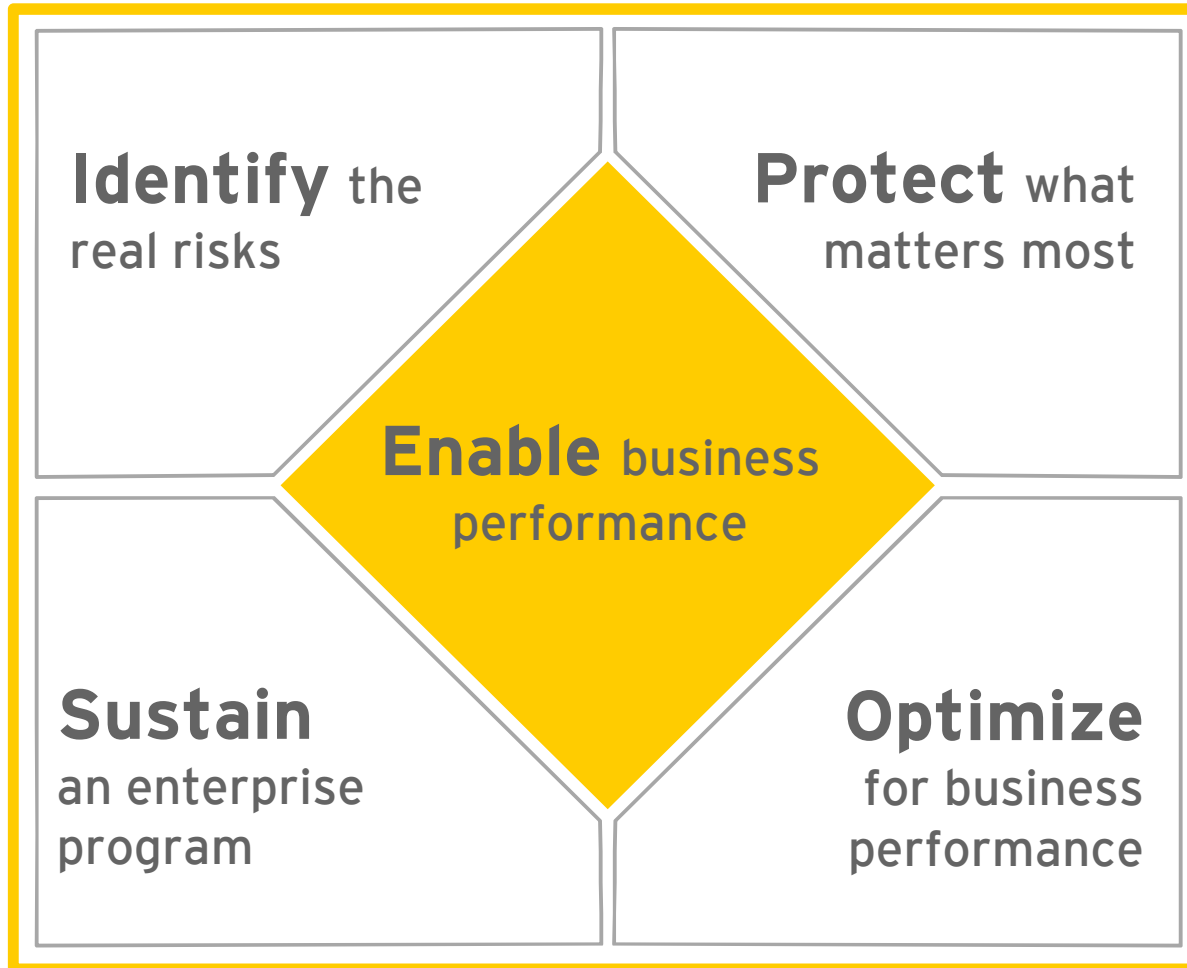 Identify the
real risks
Protect what
matters most
Enable business
performance
Sustain
an enterprise
program
Optimize
for business
performance